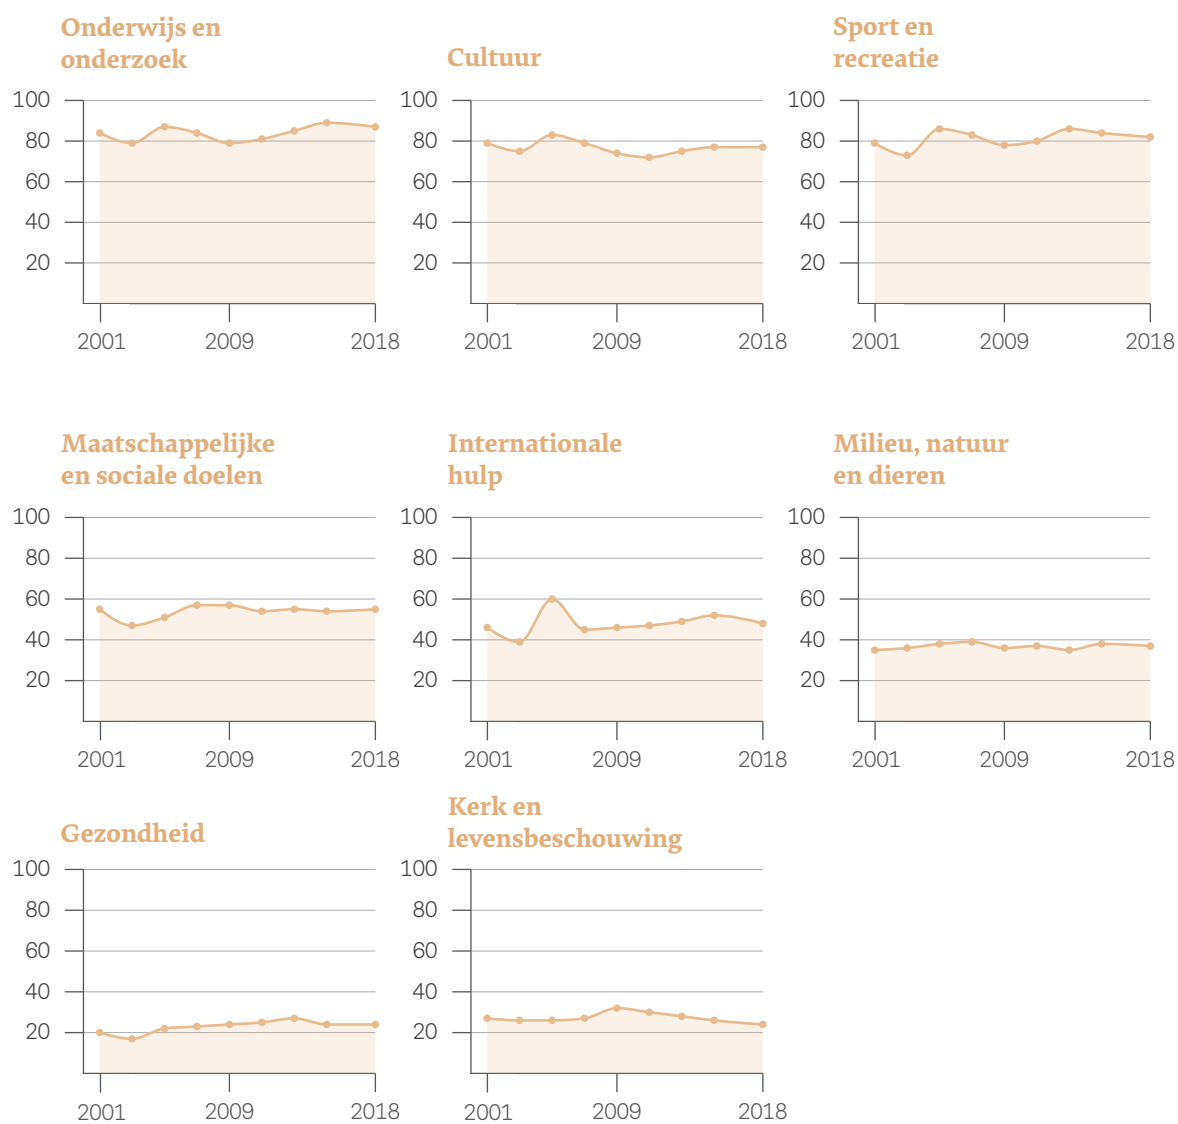 Onderwijs en
onderzoek
100
80
60
40
20
2001 2009 2018
Cultuur
100
80
60
40
20
2001 2009 2018
Sport en
recreatie
100
80
60
40
20
2001 2009 2018
Maatschappelijke
en sociale doelen
100
80
60
40
20
2001 2009 2018
Internationale
hulp
100
80
60
40
20
2001 2009 2018
Milieu, natuur
en dieren
100
80
60
40
20
2001 2009 2018
Gezondheid
100
80
60
40
20
2001 2009 2018
Kerk en
levensbeschouwing
100
80
60
40
20
2001 2009 2018